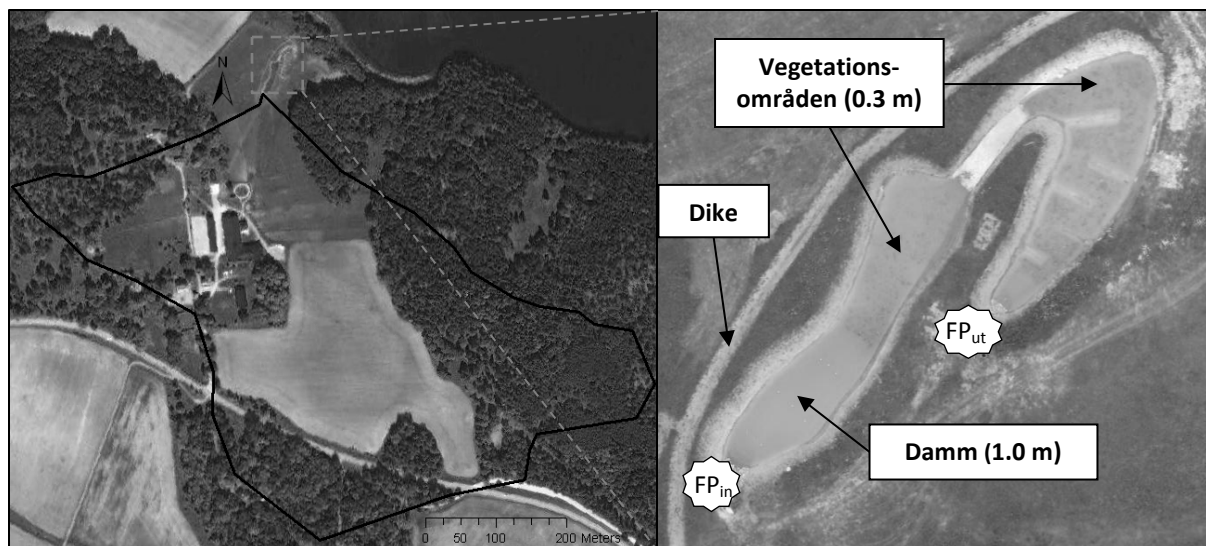 N
0 50 100 200 Meters
Vegetations-
områden (0.3 m)
Dike
FPut
Damm (1.0 m)
FPin